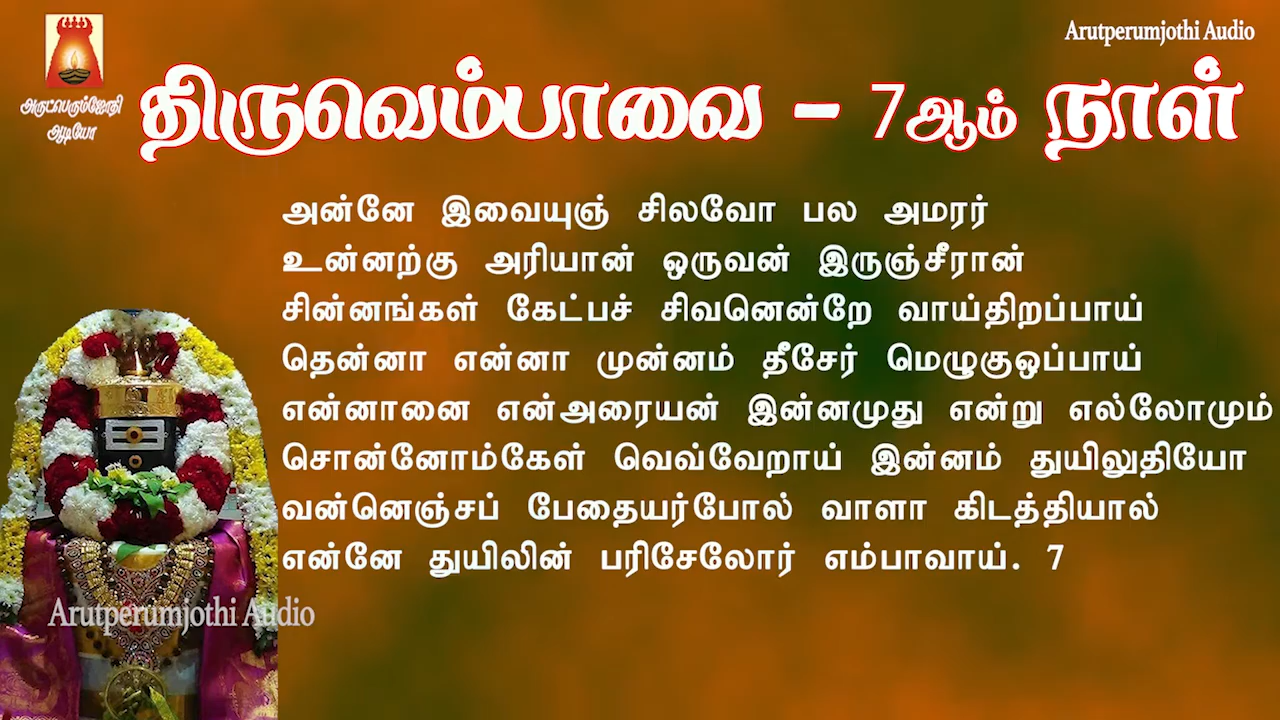 Arutperumjothi Audio
அருட்பெரும்ஜோதி
ஆடியோ
திருவெம்பாவை – 7ஆம் நாள்
அன்னே இவையுஞ் சிலவோ பல அமரர்
உன்னற்கு அரியான் ஒருவன் இருஞ்சீரான்
சின்னங்கள் கேட்பச் சிவனென்றே வாய்திறப்பாய்
தென்னா என்னா முன்னம் தீசேர் மெழுகுஒப்பாய்
என்னானை என்அரையன் இன்னமுது என்று எல்லோமும்
சொன்னோம்கேள் வெவ்வேறாய் இன்னம் துயிலுதியோ
வன்னெஞ்சப் பேதையர்போல் வாளா கிடத்தியால்
என்னே துயிலின் பரிசேலோர் எம்பாவாய். 7
Arutperumjothi Audio